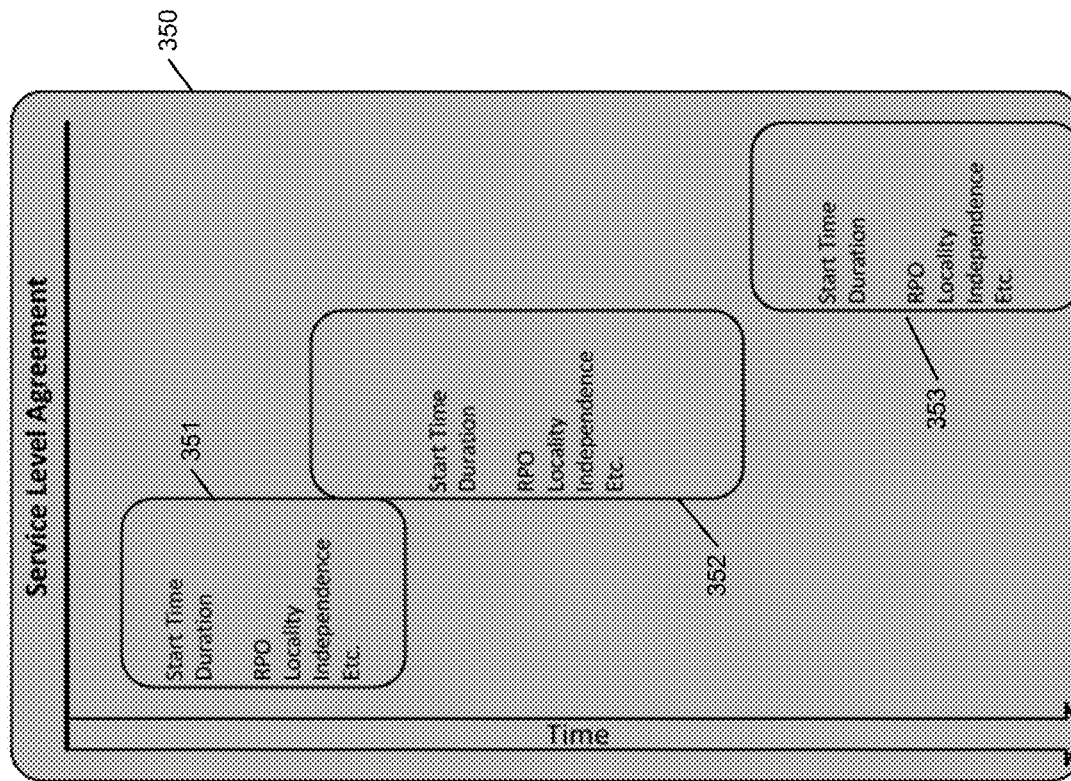 Service Level Agreement
350
Time
351
Start Time
Duration
RPO
Locality
Independence
Etc.
352
Start Time
Duration
RPO
Locality
Independence
Etc.
353
Start Time
Duration
RPO
Locality
Independence
Etc.